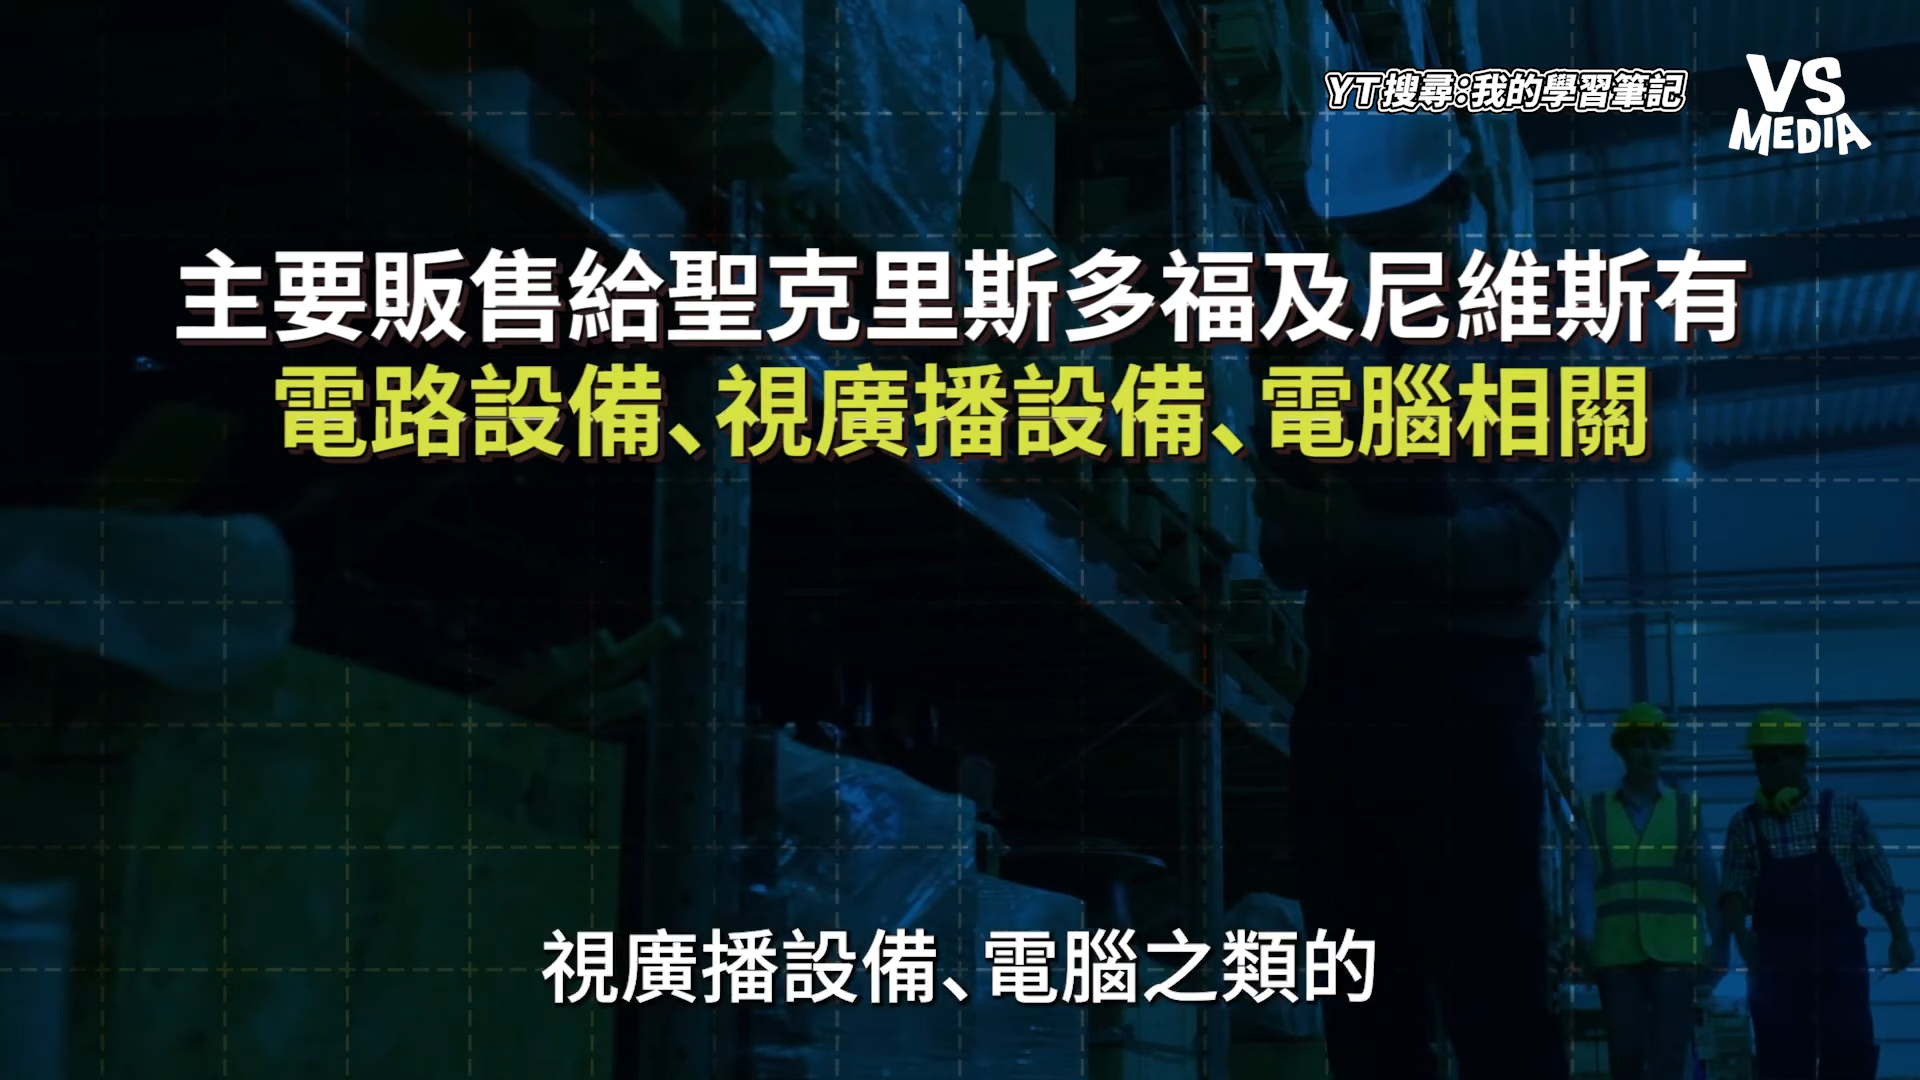 YT搜尋:我的學習筆記
VS
MEDIA
主要販售給聖克里斯多福及尼維斯有
電路設備、視廣播設備、電腦相關
視廣播設備、電腦之類的